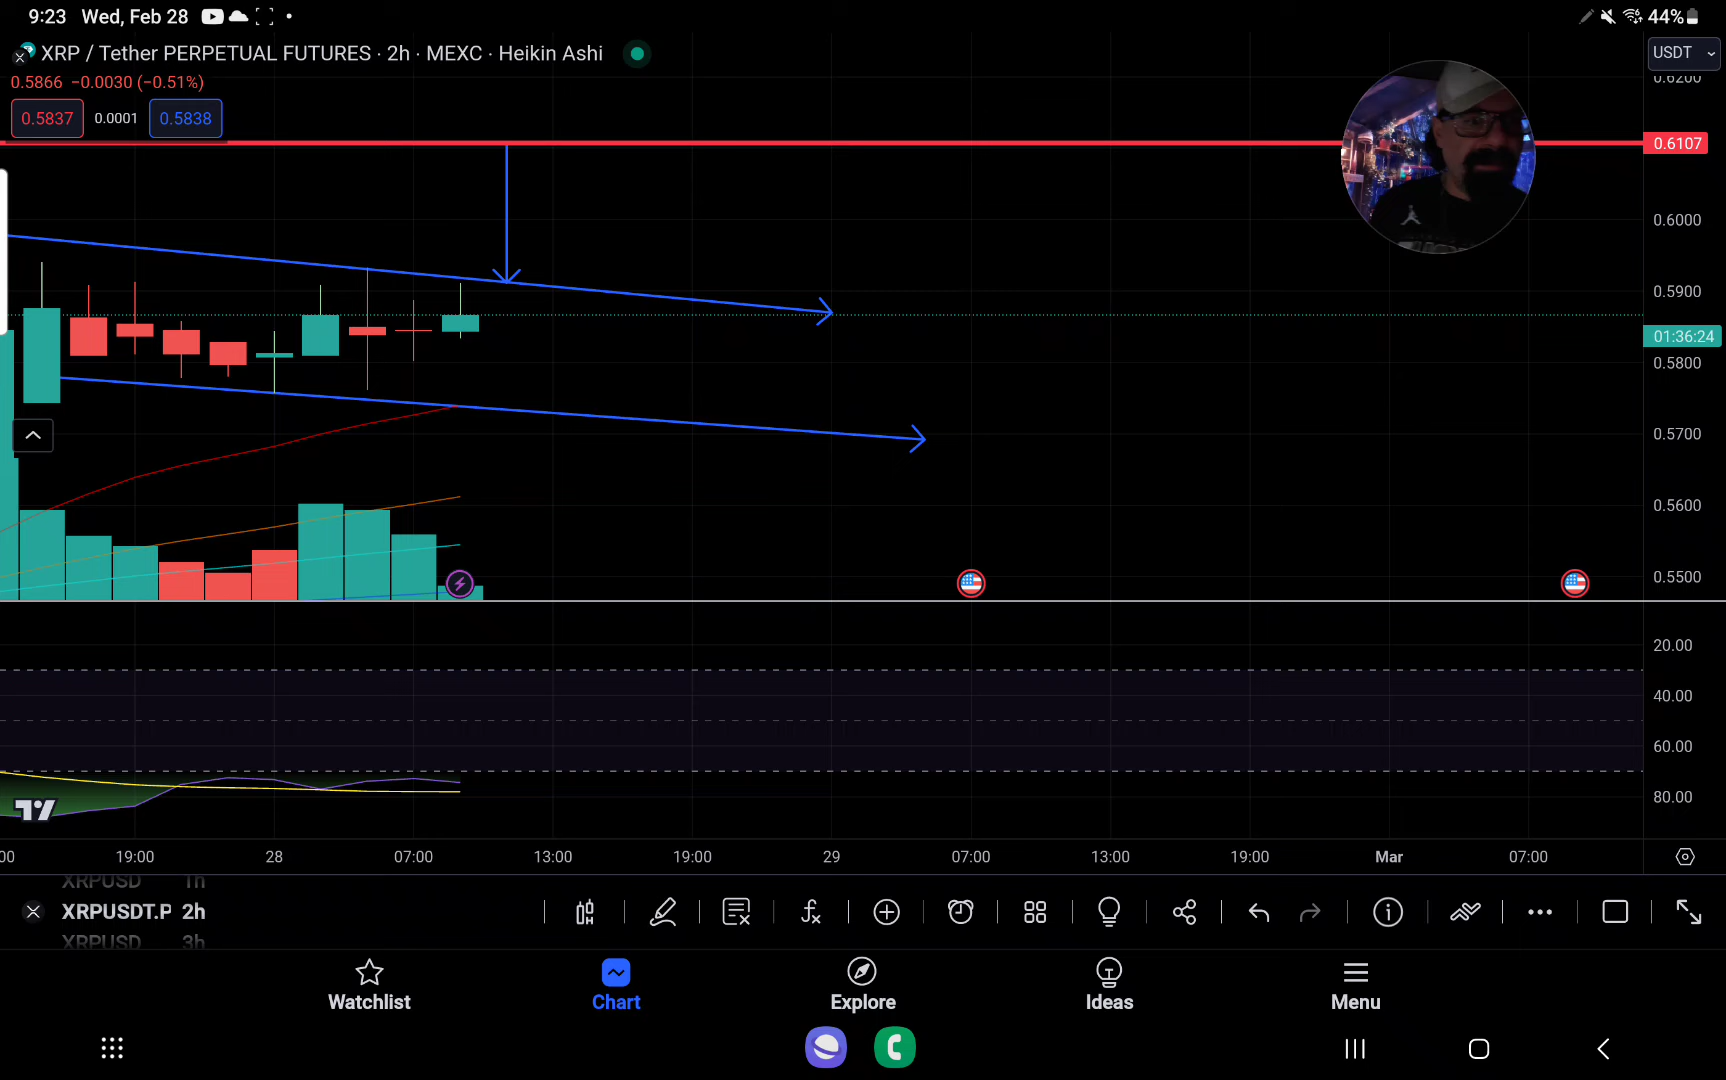 9:23 Wed, Feb 28 44%
XRP / Tether PERPETUAL FUTURES · 2h · MEXC · Heikin Ashi
USDT
0.5866 −0.0030 (−0.51%)
0.5837 0.0001 0.5838
0.6200
0.6107
0.6000
0.5900
01:36:24
0.5800
0.5700
0.5600
0.5500
20.00
40.00
60.00
80.00
:00 19:00 28 07:00 13:00 19:00 29 07:00 13:00 19:00 Mar 07:00
XRPUSD 1h
XRPUSDT.P 2h
XRPUSD 3h
Watchlist Chart Explore Ideas Menu